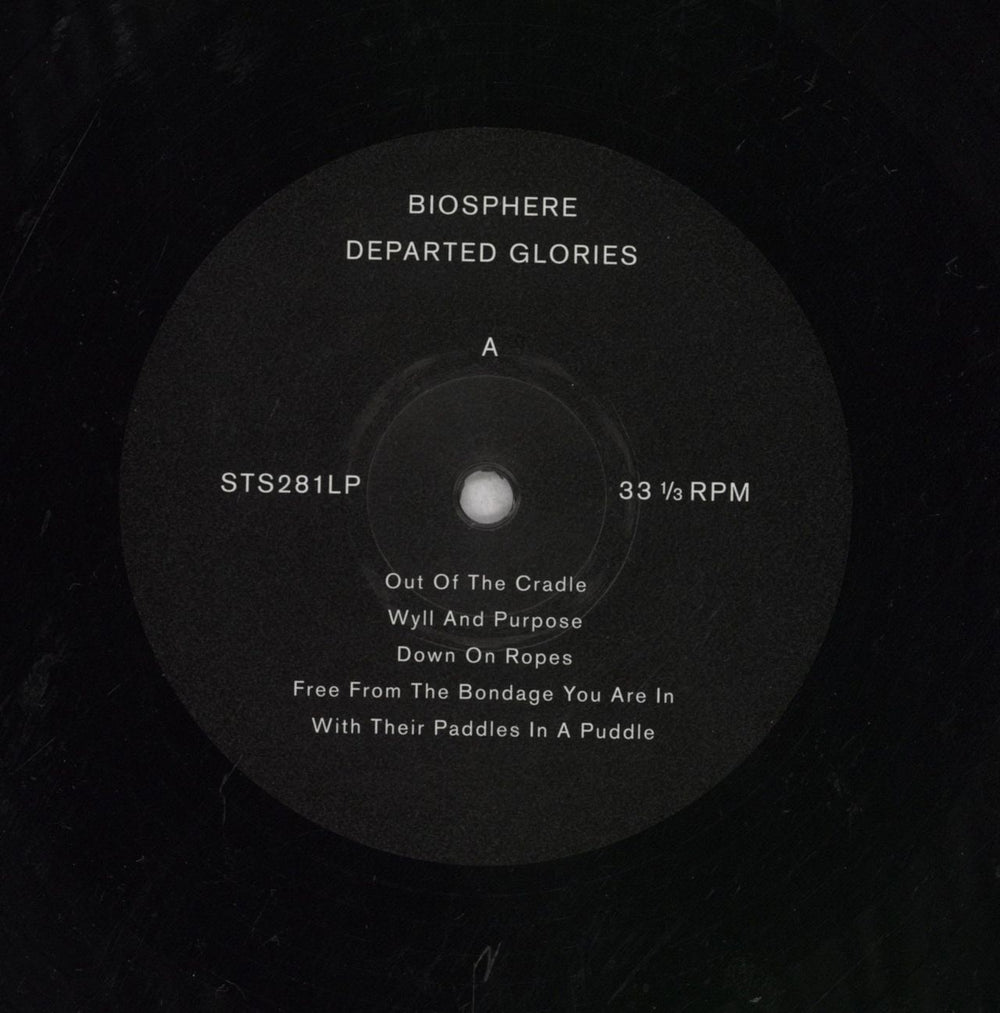 BIOSPHERE
DEPARTED GLORIES
A
STS281LP
33 ⅓ RPM
Out Of The Cradle
Wyll And Purpose
Down On Ropes
Free From The Bondage You Are In
With Their Paddles In A Puddle